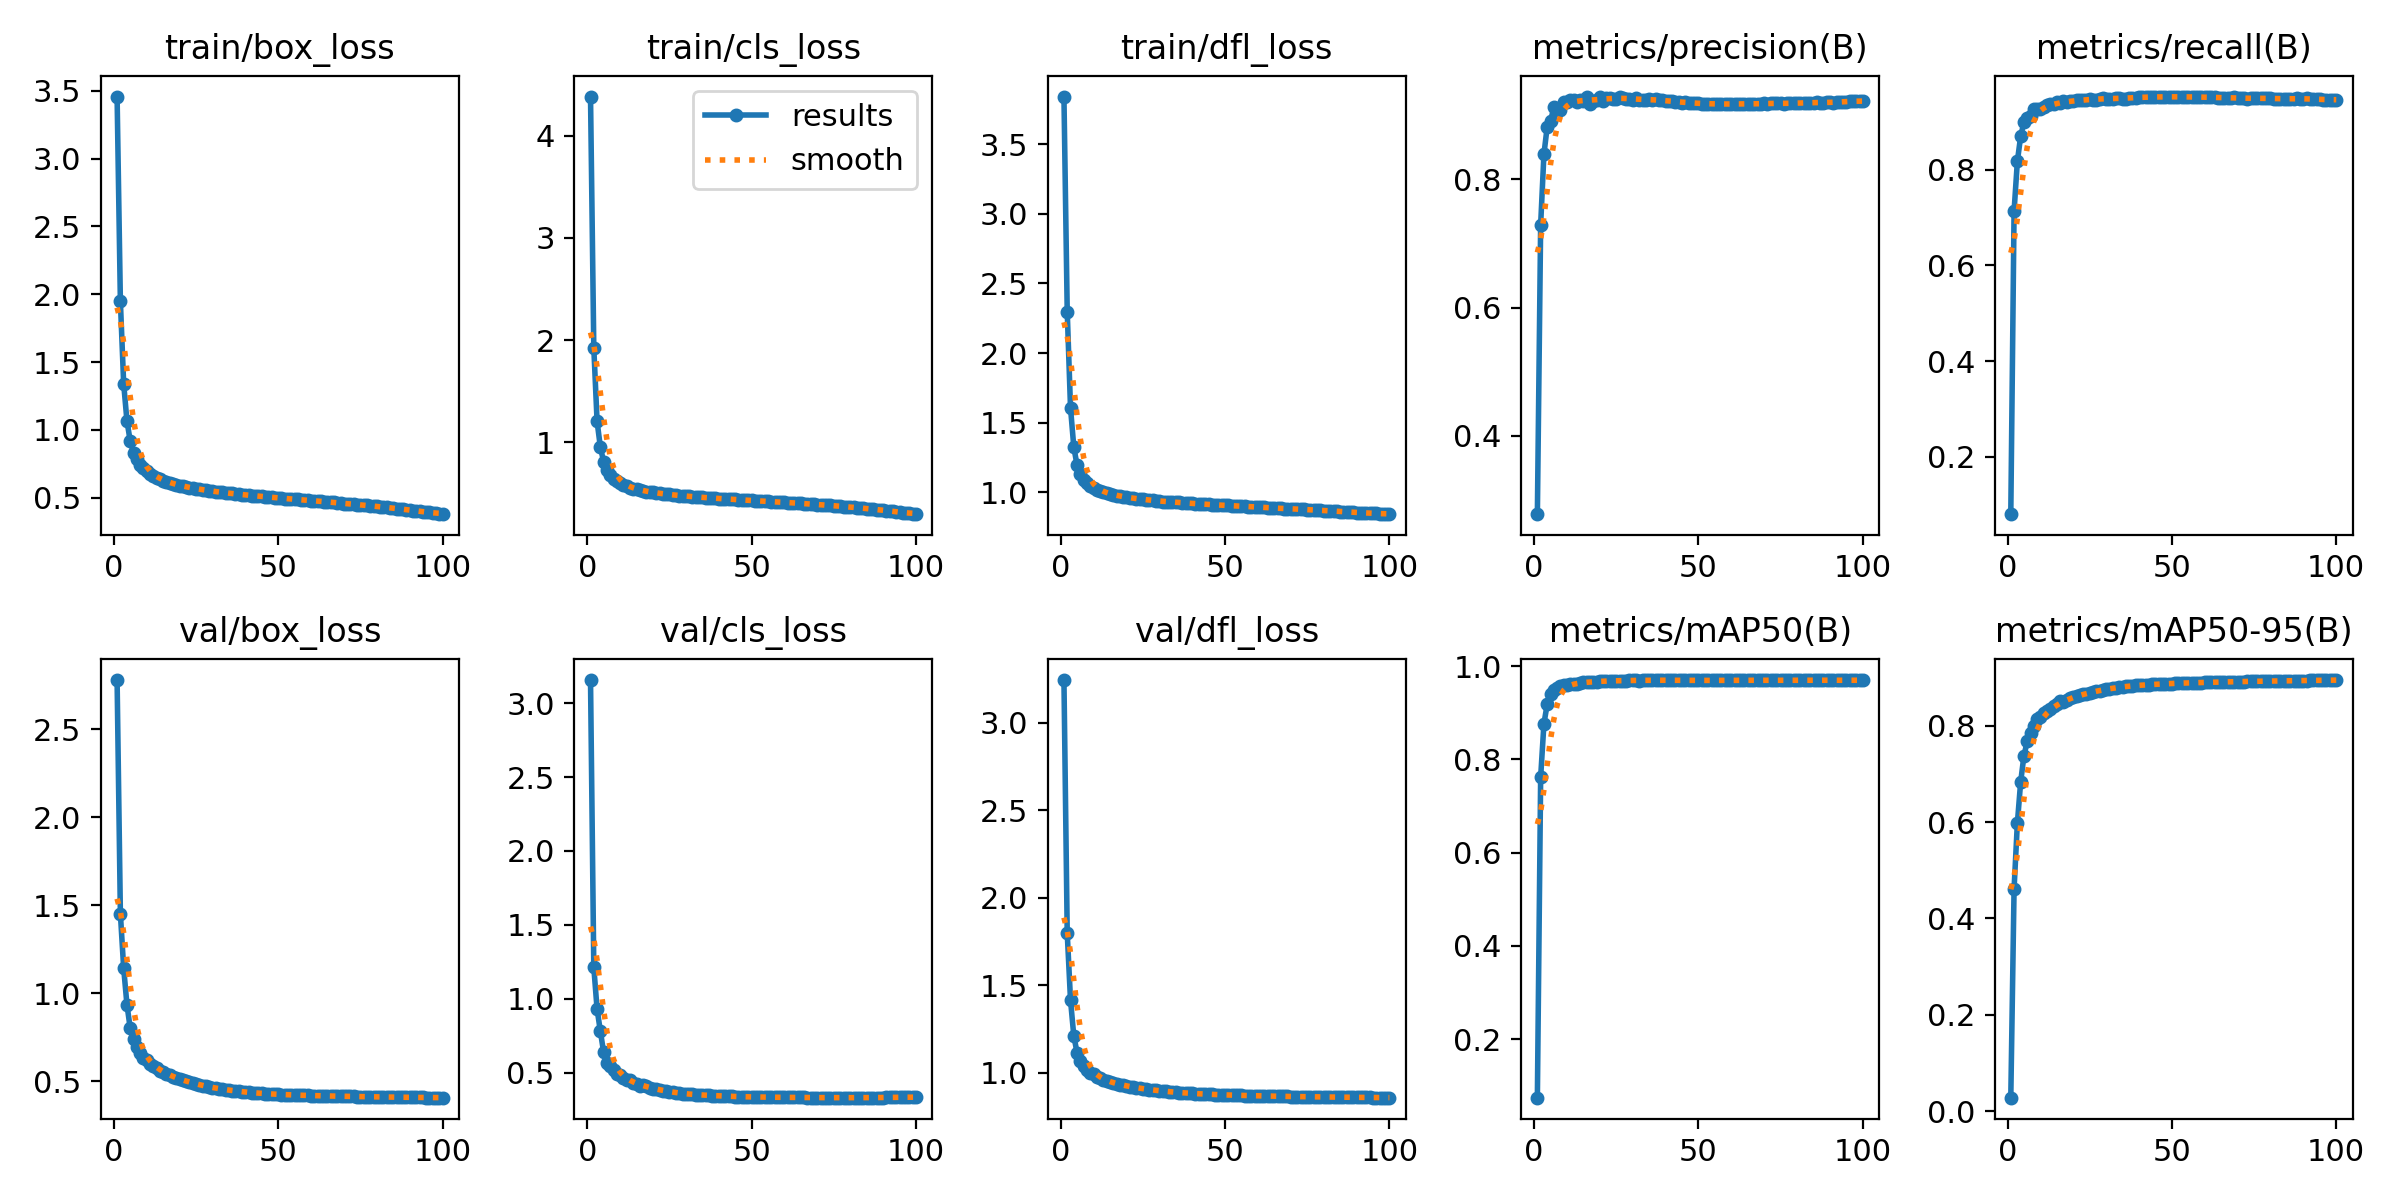 train/box_loss
3.5
3.0
2.5
2.0
1.5
1.0
0.5
0 50 100
train/cls_loss
results
smooth
4
3
2
1
0 50 100
train/dfl_loss
3.5
3.0
2.5
2.0
1.5
1.0
0 50 100
metrics/precision(B)
0.8
0.6
0.4
0 50 100
metrics/recall(B)
0.8
0.6
0.4
0.2
0 50 100
val/box_loss
2.5
2.0
1.5
1.0
0.5
0 50 100
val/cls_loss
3.0
2.5
2.0
1.5
1.0
0.5
0 50 100
val/dfl_loss
3.0
2.5
2.0
1.5
1.0
0 50 100
metrics/mAP50(B)
1.0
0.8
0.6
0.4
0.2
0 50 100
metrics/mAP50-95(B)
0.8
0.6
0.4
0.2
0.0
0 50 100